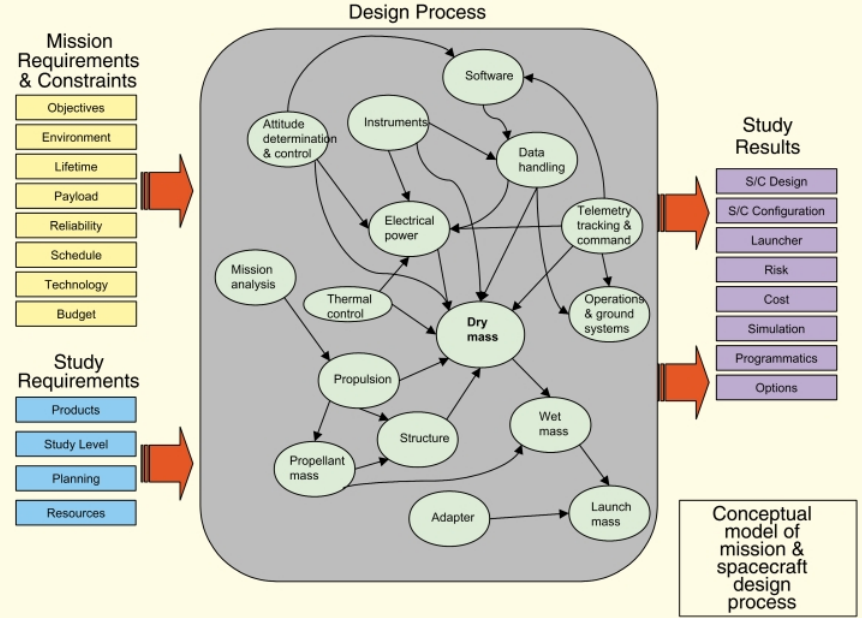 Design Process
Mission
Requirements
& Constraints
Objectives
Environment
Lifetime
Payload
Reliability
Schedule
Technology
Budget
Study
Requirements
Products
Study Level
Planning
Resources
Software
Attitude
determination
& control
Instruments
Data
handling
Electrical
power
Telemetry
tracking &
command
Mission
analysis
Thermal
control
Operations
& ground
systems
Dry
mass
Propulsion
Structure
Wet
mass
Propellant
mass
Adapter
Launch
mass
Study
Results
S/C Design
S/C Configuration
Launcher
Risk
Cost
Simulation
Programmatics
Options
Conceptual
model of
mission &
spacecraft
design
process